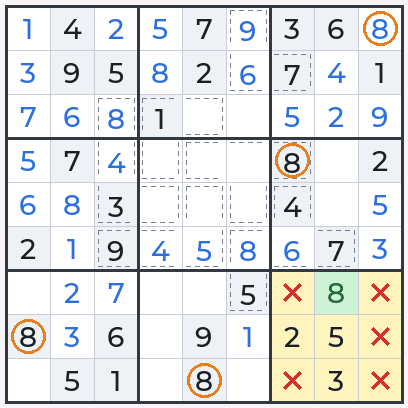 1 4 2 5 7 9 3 6 8
3 9 5 8 2 6 7 4 1
7 6 8 1 5 2 9
5 7 4 8 2
6 8 3 4 5
2 1 9 4 5 8 6 7 3
2 7 5 × 8 ×
8 3 6 9 1 2 5 ×
5 1 8 × 3 ×